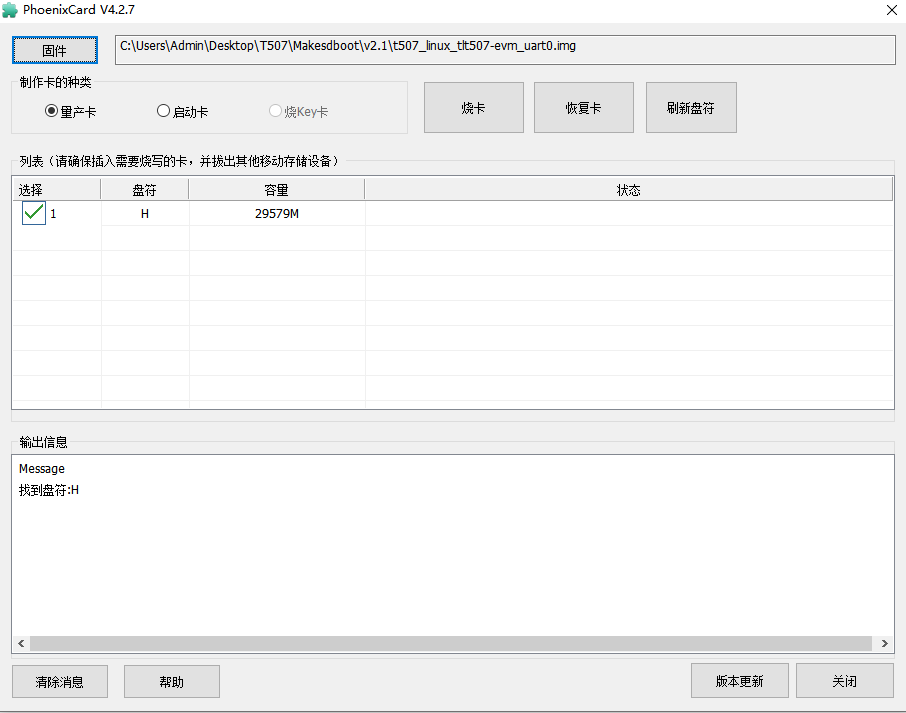 PhoenixCard V4.2.7
固件
C:\Users\Admin\Desktop\T507\Makesdboot\v2.1\t507_linux_tlt507-evm_uart0.img
制作卡的种类
量产卡
启动卡
烧Key卡
烧卡
恢复卡
刷新盘符
列表（请确保插入需要烧写的卡，并拔出其他移动存储设备）
选择
盘符
容量
状态
1
H
29579M
输出信息
Message
找到盘符:H
清除消息
帮助
版本更新
关闭